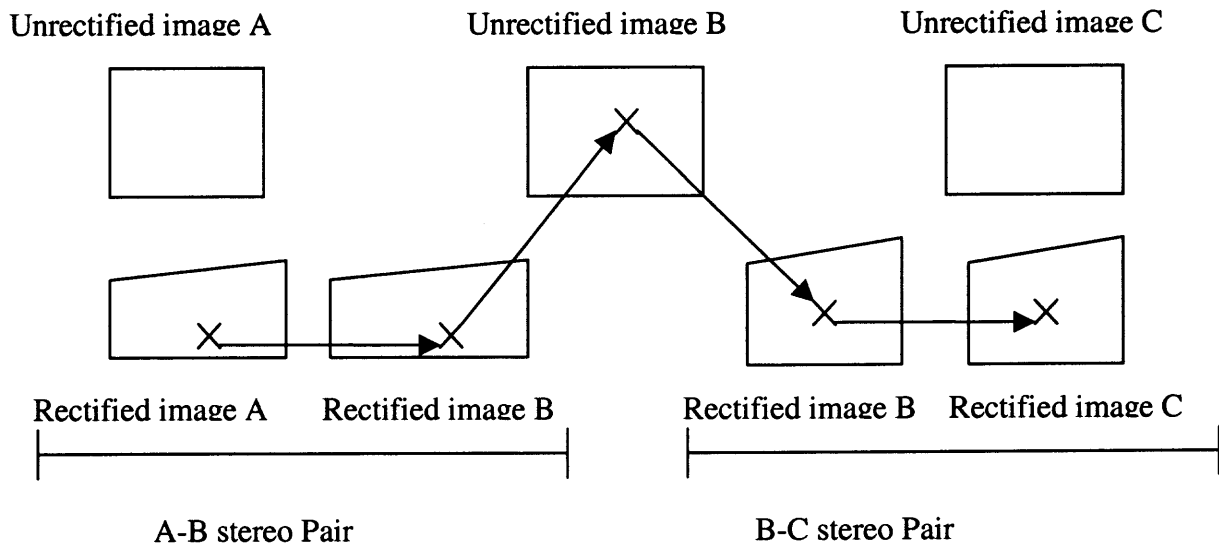 Unrectified image A
Unrectified image B
Unrectified image C
Rectified image A
Rectified image B
Rectified image B
Rectified image C
A-B stereo Pair
B-C stereo Pair